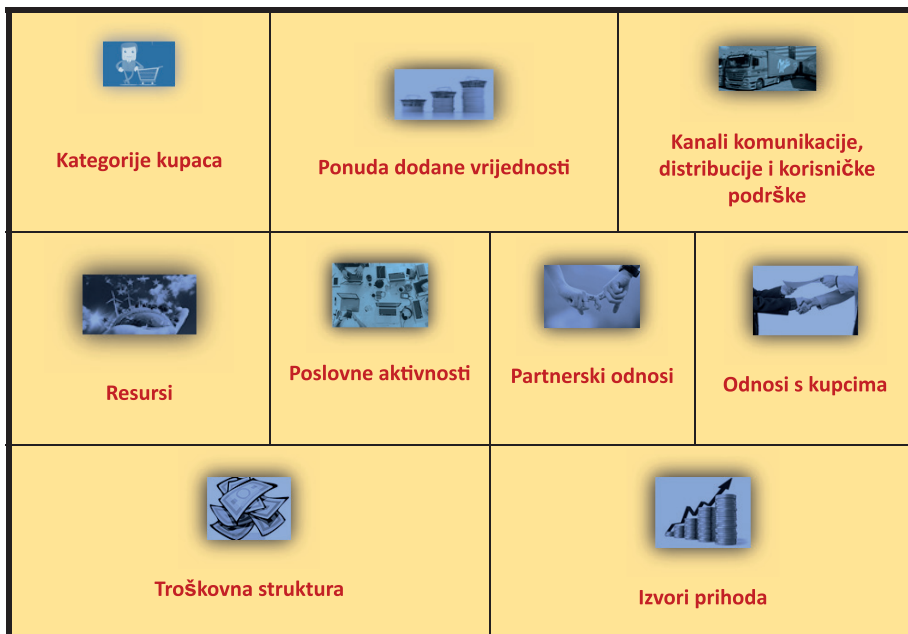 Kategorije kupaca
Ponuda dodane vrijednosti
Kanali komunikacije,
distribucije i korisničke
podrške
Resursi
Poslovne aktivnosti
Partnerski odnosi
Odnosi s kupcima
Troškovna struktura
Izvori prihoda